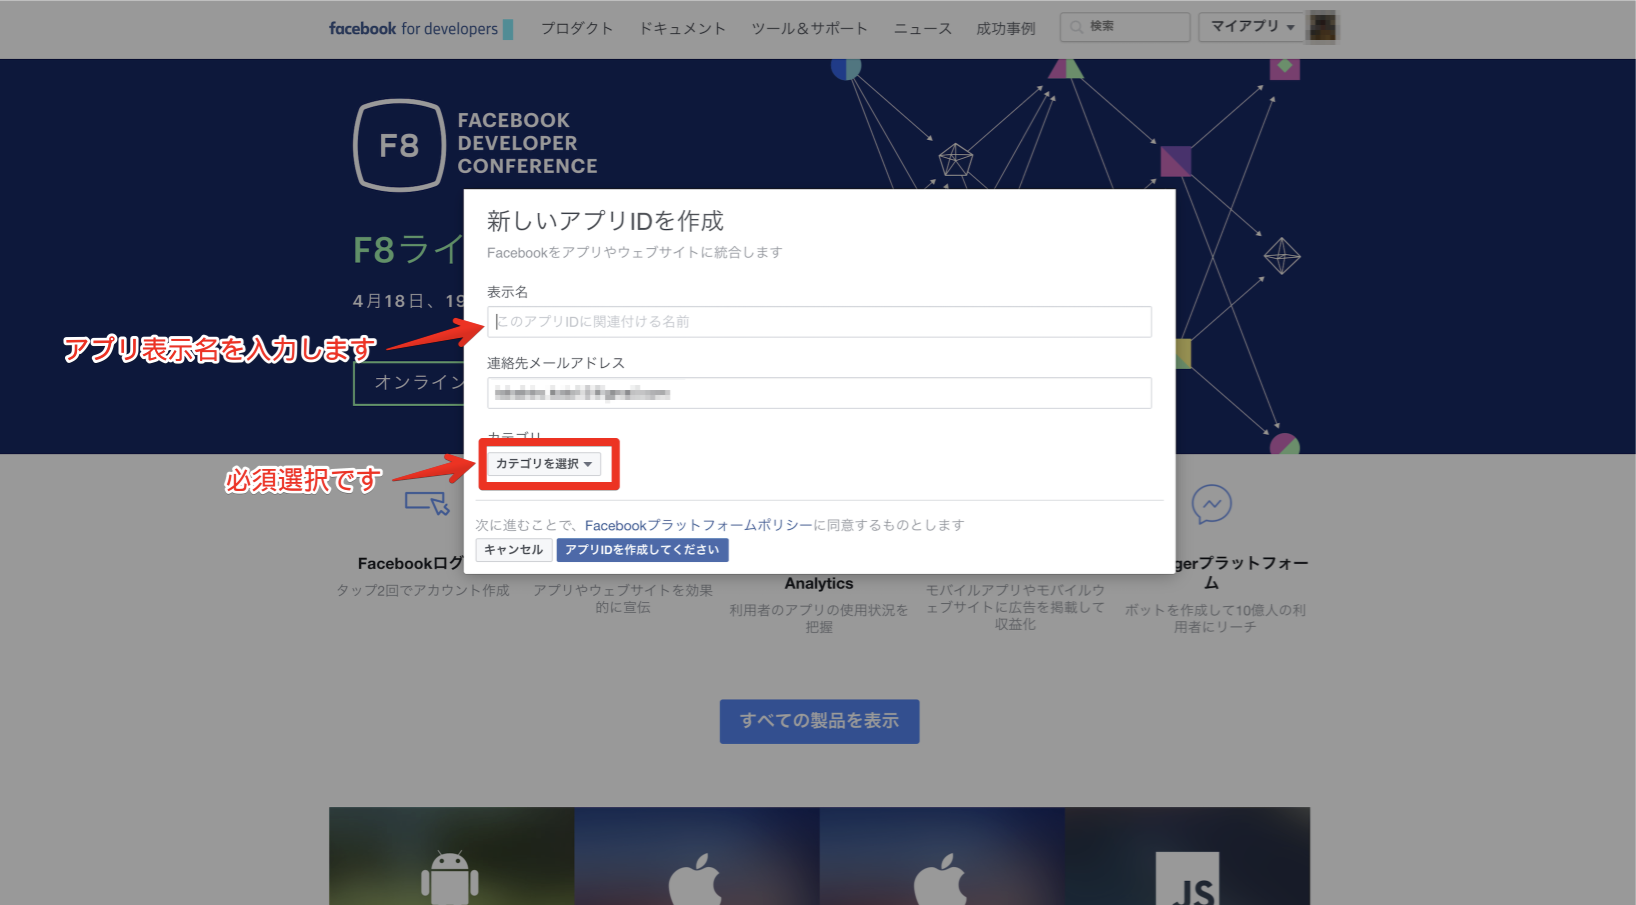 facebook for developers
プロダクト
ドキュメント
ツール＆サポート
ニュース
成功事例
検索
マイアプリ
F8
FACEBOOK
DEVELOPER
CONFERENCE
F8ライ
4月18日、19
オンライン
新しいアプリIDを作成
Facebookをアプリやウェブサイトに統合します
表示名
このアプリIDに関連付ける名前
アプリ表示名を入力します
連絡先メールアドレス
カテゴリ
カテゴリを選択
必須選択です
次に進むことで、Facebookプラットフォームポリシーに同意するものとします
キャンセル
アプリIDを作成してください
Facebookログ
タップ2回でアカウント作成
アプリやウェブサイトを効果
的に宣伝
Analytics
利用者のアプリの使用状況を
把握
モバイルアプリやモバイルウ
ェブサイトに広告を掲載して
収益化
gerプラットフォー
ム
ボットを作成して10億人の利
用者にリーチ
すべての製品を表示
JS